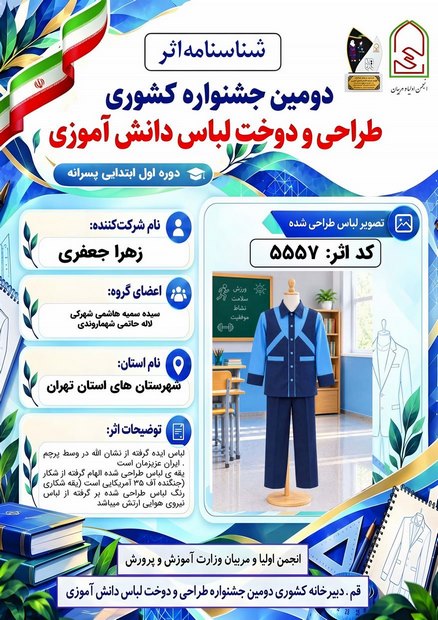 شناسنامه اثر
انجمن اولیا و مربیان
دومین جشنواره کشوری
طراحی و دوخت لباس دانش آموزی
دوره اول ابتدایی پسرانه
نام شرکت‌کننده:
زهرا جعفری
اعضای گروه:
سیده سمیه هاشمی شهرکی
لاله حاتمی شهماروندی
نام استان:
شهرستان های استان تهران
توضیحات اثر:
لباس ایده گرفته از نشان الله در وسط پرچم
. ایران عزیزمان است
یقه ی لباس طراحی شده الهام گرفته از شکار
(جنگنده اف ۳۵ آمریکایی است (یقه شکاری
رنگ لباس طراحی شده بر گرفته از لباس
نیروی هوایی ارتش میباشد
تصویر لباس طراحی شده
کد اثر: ۵۵۵۷
ورزش
سلامت
نشاط
موفقیت
انجمن اولیا و مربیان وزارت آموزش و پرورش
قم . دبیرخانه کشوری دومین جشنواره طراحی و دوخت لباس دانش آموزی